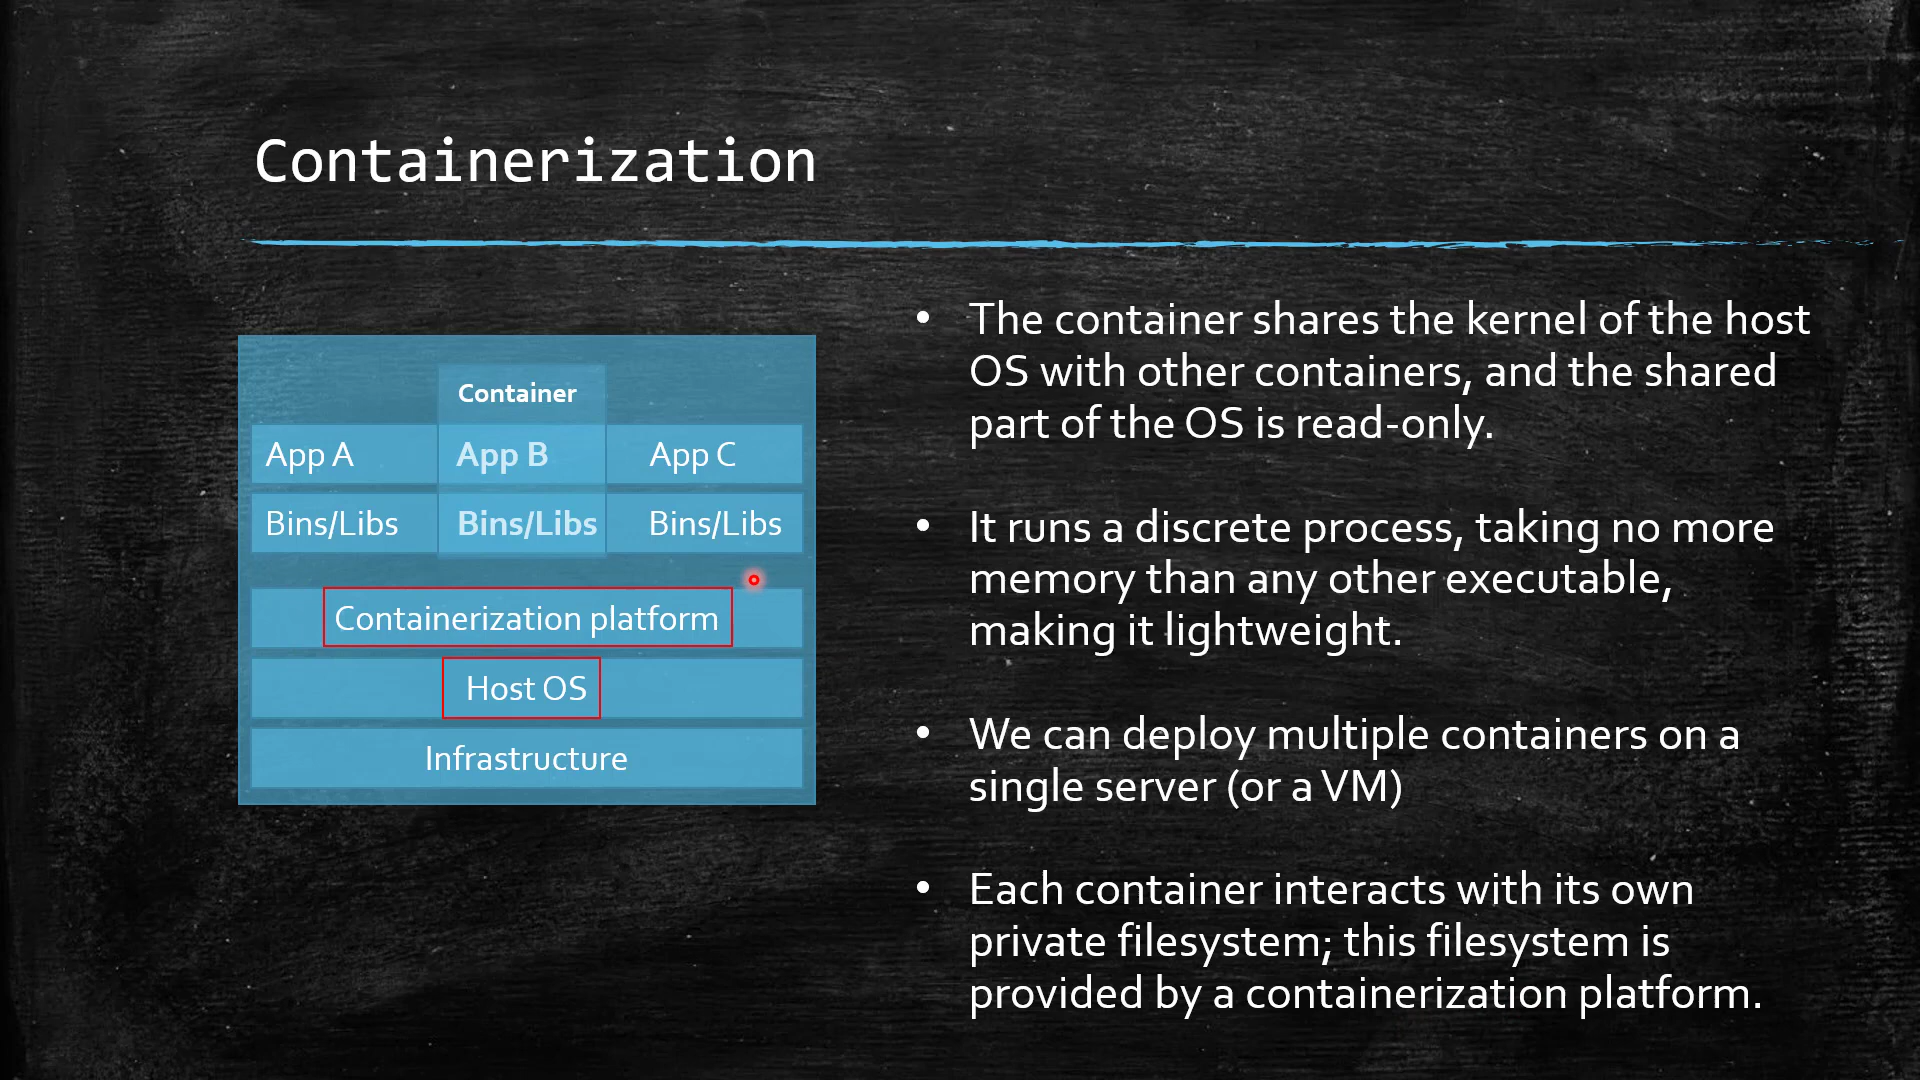 Containerization
Container
App A
App B
App C
Bins/Libs
Bins/Libs
Bins/Libs
Containerization platform
Host OS
Infrastructure
• The container shares the kernel of the host
OS with other containers, and the shared
part of the OS is read-only.
• It runs a discrete process, taking no more
memory than any other executable,
making it lightweight.
• We can deploy multiple containers on a
single server (or a VM)
• Each container interacts with its own
private filesystem; this filesystem is
provided by a containerization platform.